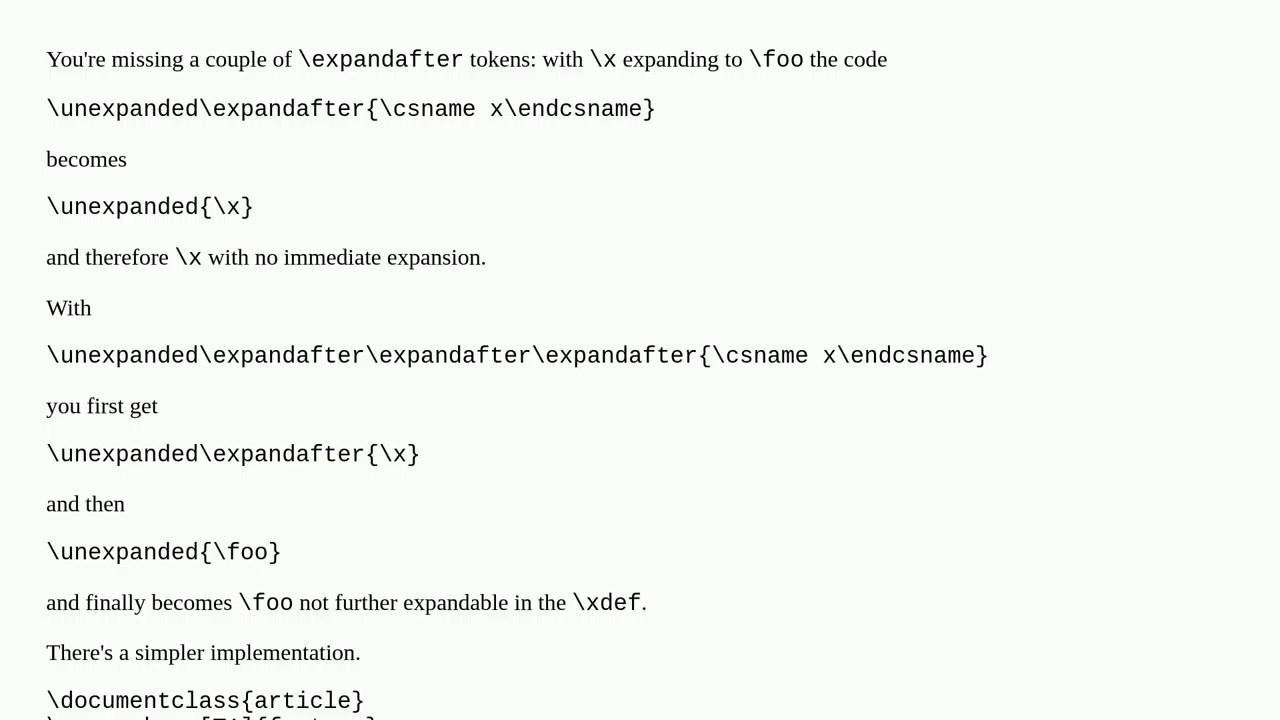 You're missing a couple of \expandafter tokens: with \x expanding to \foo the code
\unexpanded\expandafter{\csname x\endcsname}
becomes
\unexpanded{\x}
and therefore \x with no immediate expansion.
With
\unexpanded\expandafter\expandafter\expandafter{\csname x\endcsname}
you first get
\unexpanded\expandafter{\x}
and then
\unexpanded{\foo}
and finally becomes \foo not further expandable in the \xdef.
There's a simpler implementation.
\documentclass{article}